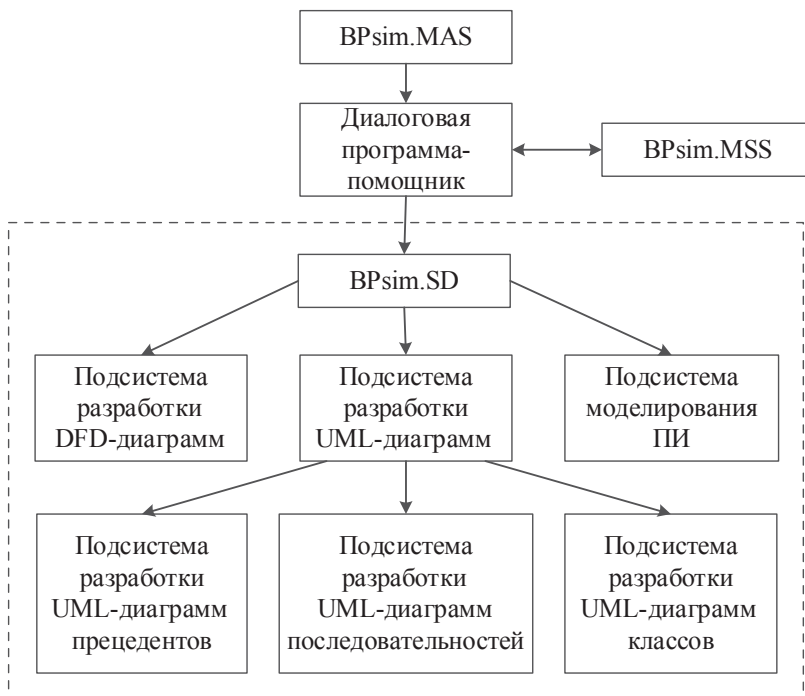 BPsim.MAS
Диалоговая
программа-
помощник
BPsim.MSS
BPsim.SD
Подсистема
разработки
DFD-диаграмм
Подсистема
разработки
UML-диаграмм
Подсистема
моделирования
ПИ
Подсистема
разработки
UML-диаграмм
прецедентов
Подсистема
разработки
UML-диаграмм
последовательностей
Подсистема
разработки
UML-диаграмм
классов